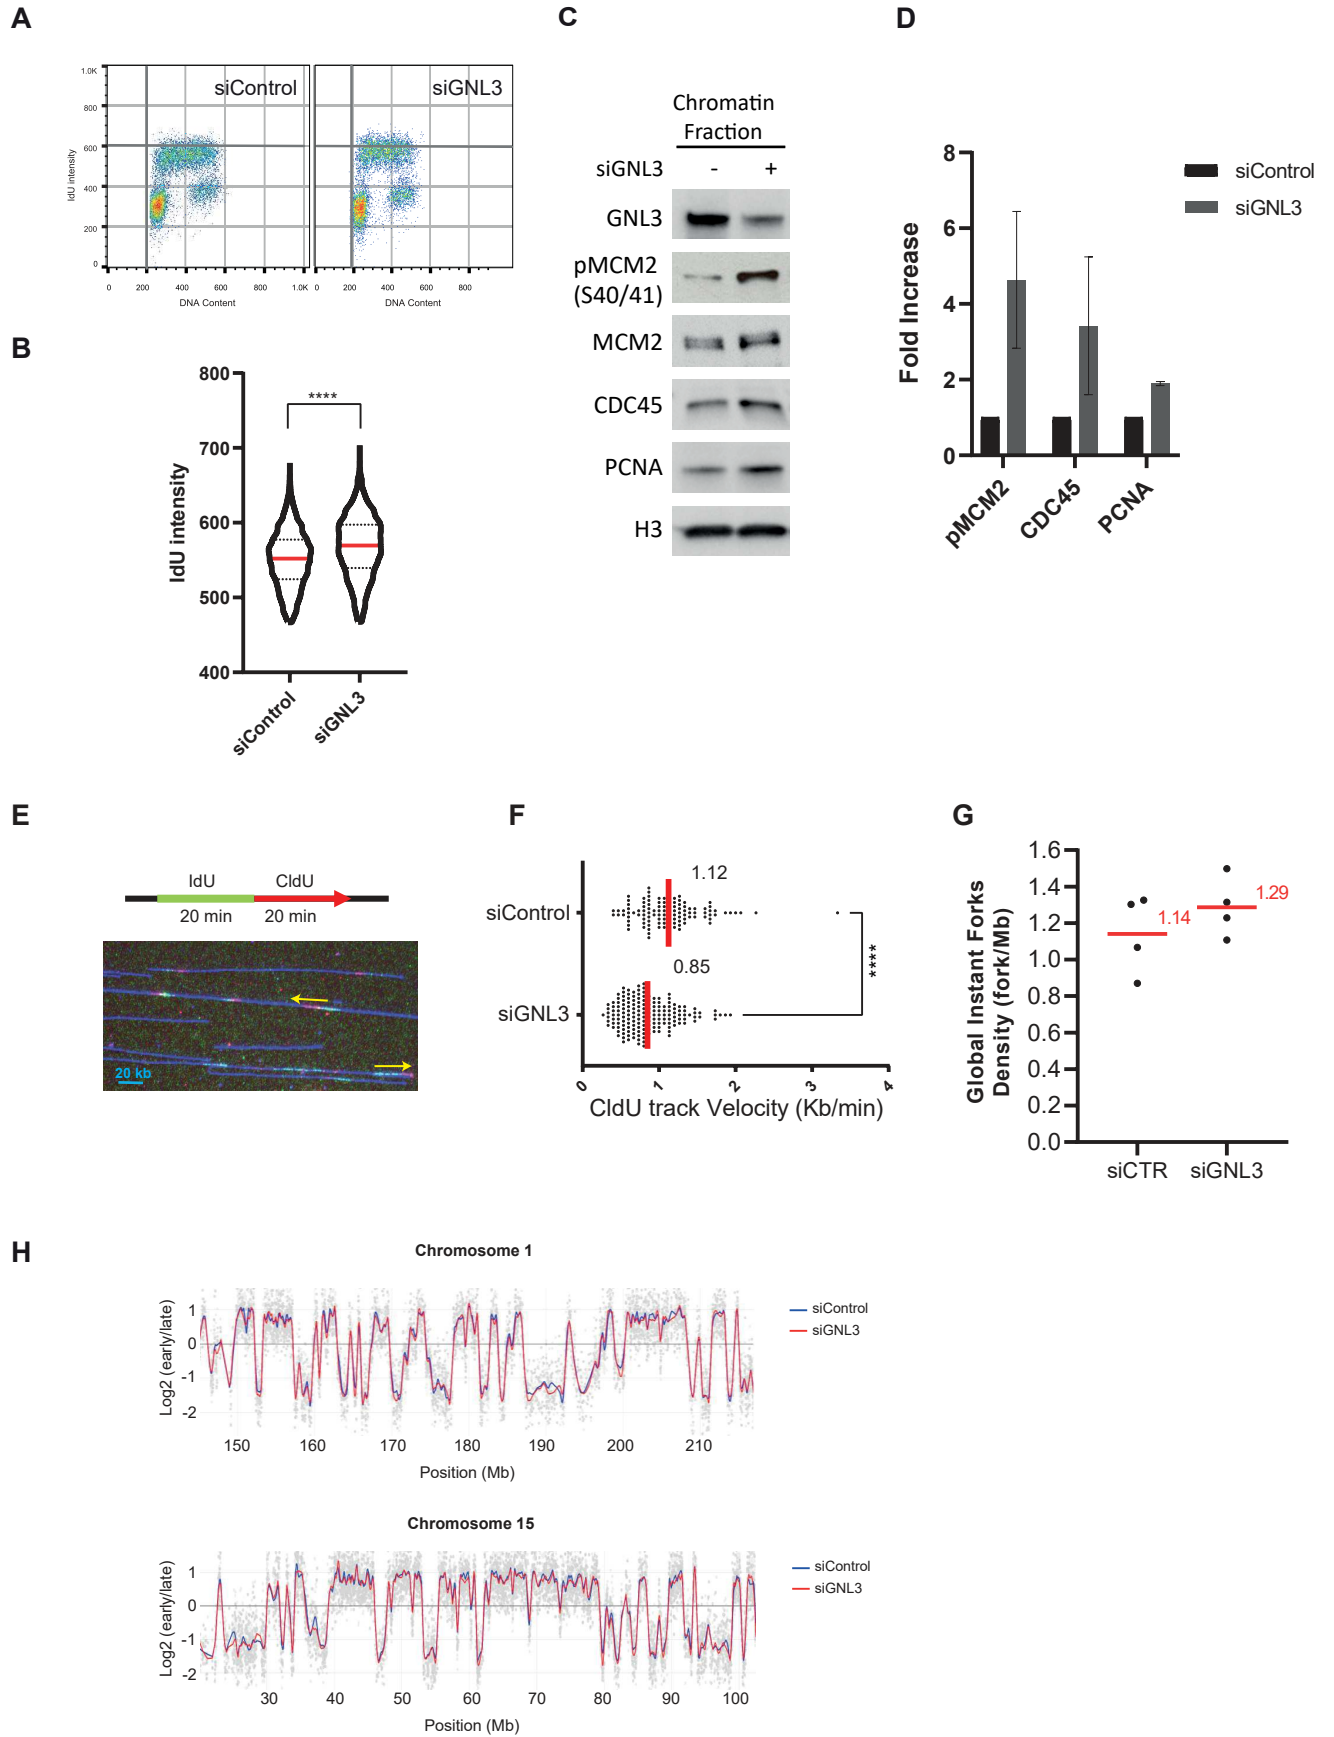 A
siControl
siGNL3
1.0K
800
600
400
200
0
IdU intensity
0 200 400 600 800 1.0K
200 400 600 800
DNA Content
DNA Content
B
800
700
600
500
400
IdU intensity
****
siControl
siGNL3
C
Chromatin
Fraction
siGNL3 - +
GNL3
pMCM2
(S40/41)
MCM2
CDC45
PCNA
H3
D
8
6
4
2
0
Fold Increase
siControl
siGNL3
pMCM2
CDC45
PCNA
E
IdU CldU
20 min 20 min
20 kb
F
1.12
siControl
0.85
siGNL3
****
0 1 2 3 4
CldU track Velocity (Kb/min)
G
1.6
1.4
1.2
1.0
0.8
0.6
0.4
0.2
0.0
Global Instant Forks
Density (fork/Mb)
1.14
1.29
siCTR siGNL3
H
Chromosome 1
Log2 (early/late)
1
0
-1
-2
150 160 170 180 190 200 210
Position (Mb)
siControl
siGNL3
Chromosome 15
Log2 (early/late)
1
0
-1
-2
30 40 50 60 70 80 90 100
Position (Mb)
siControl
siGNL3